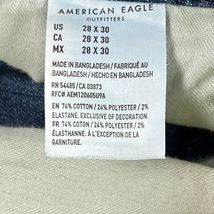 AMERICAN EAGLE
OUTFITTERS
US 28 X 30
CA 28 X 30
MX 28 X 30
MADE IN BANGLADESH / FABRIQUÉ AU
BANGLADESH / HECHO EN BANGLADESH
RN 54485/CA 03873
RFC# AEM120605U9A
EN 74% COTTON / 24% POLYESTER / 2%
ELASTANE. EXCLUSIVE OF DECORATION.
FR 74% COTON / 24% POLYESTER / 2%
ÉLASTHANNE. À L'EXCEPTION DE LA
GARNITURE.